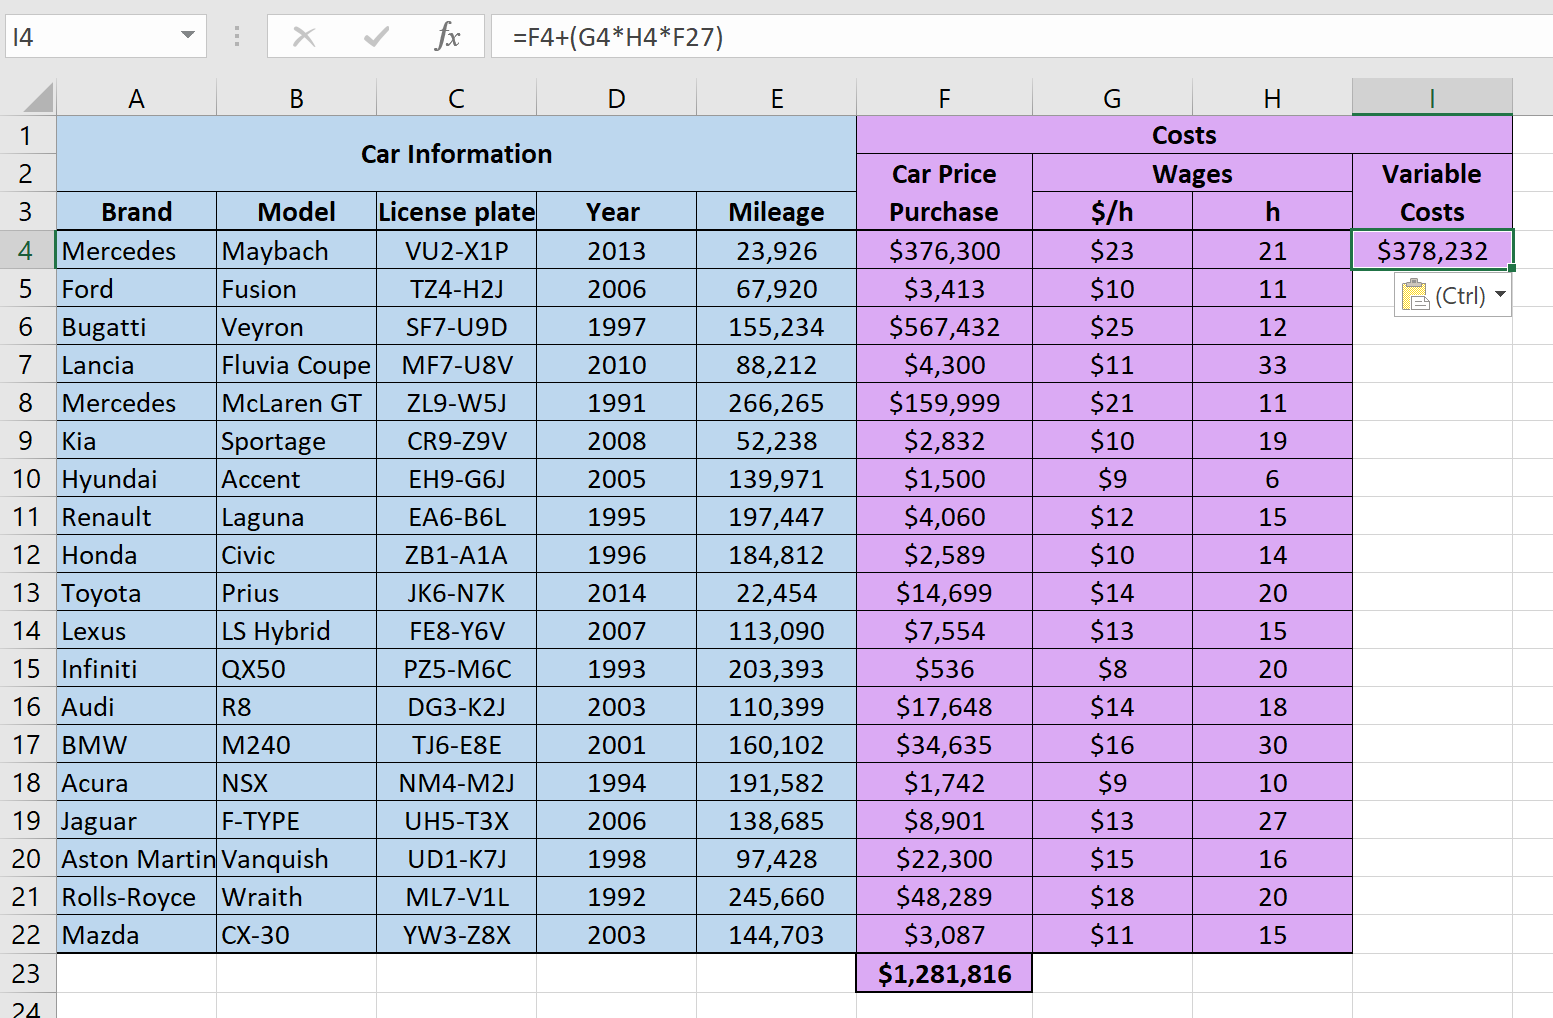 I4 fx =F4+(G4*H4*F27)
A B C D E F G H I
1 Car Information Costs
2 Car Price Wages Variable
3 Brand Model License plate Year Mileage Purchase $/h h Costs
4 Mercedes Maybach VU2-X1P 2013 23,926 $376,300 $23 21 $378,232
5 Ford Fusion TZ4-H2J 2006 67,920 $3,413 $10 11 (Ctrl)
6 Bugatti Veyron SF7-U9D 1997 155,234 $567,432 $25 12
7 Lancia Fluvia Coupe MF7-U8V 2010 88,212 $4,300 $11 33
8 Mercedes McLaren GT ZL9-W5J 1991 266,265 $159,999 $21 11
9 Kia Sportage CR9-Z9V 2008 52,238 $2,832 $10 19
10 Hyundai Accent EH9-G6J 2005 139,971 $1,500 $9 6
11 Renault Laguna EA6-B6L 1995 197,447 $4,060 $12 15
12 Honda Civic ZB1-A1A 1996 184,812 $2,589 $10 14
13 Toyota Prius JK6-N7K 2014 22,454 $14,699 $14 20
14 Lexus LS Hybrid FE8-Y6V 2007 113,090 $7,554 $13 15
15 Infiniti QX50 PZ5-M6C 1993 203,393 $536 $8 20
16 Audi R8 DG3-K2J 2003 110,399 $17,648 $14 18
17 BMW M240 TJ6-E8E 2001 160,102 $34,635 $16 30
18 Acura NSX NM4-M2J 1994 191,582 $1,742 $9 10
19 Jaguar F-TYPE UH5-T3X 2006 138,685 $8,901 $13 27
20 Aston Martin Vanquish UD1-K7J 1998 97,428 $22,300 $15 16
21 Rolls-Royce Wraith ML7-V1L 1992 245,660 $48,289 $18 20
22 Mazda CX-30 YW3-Z8X 2003 144,703 $3,087 $11 15
23 $1,281,816
24